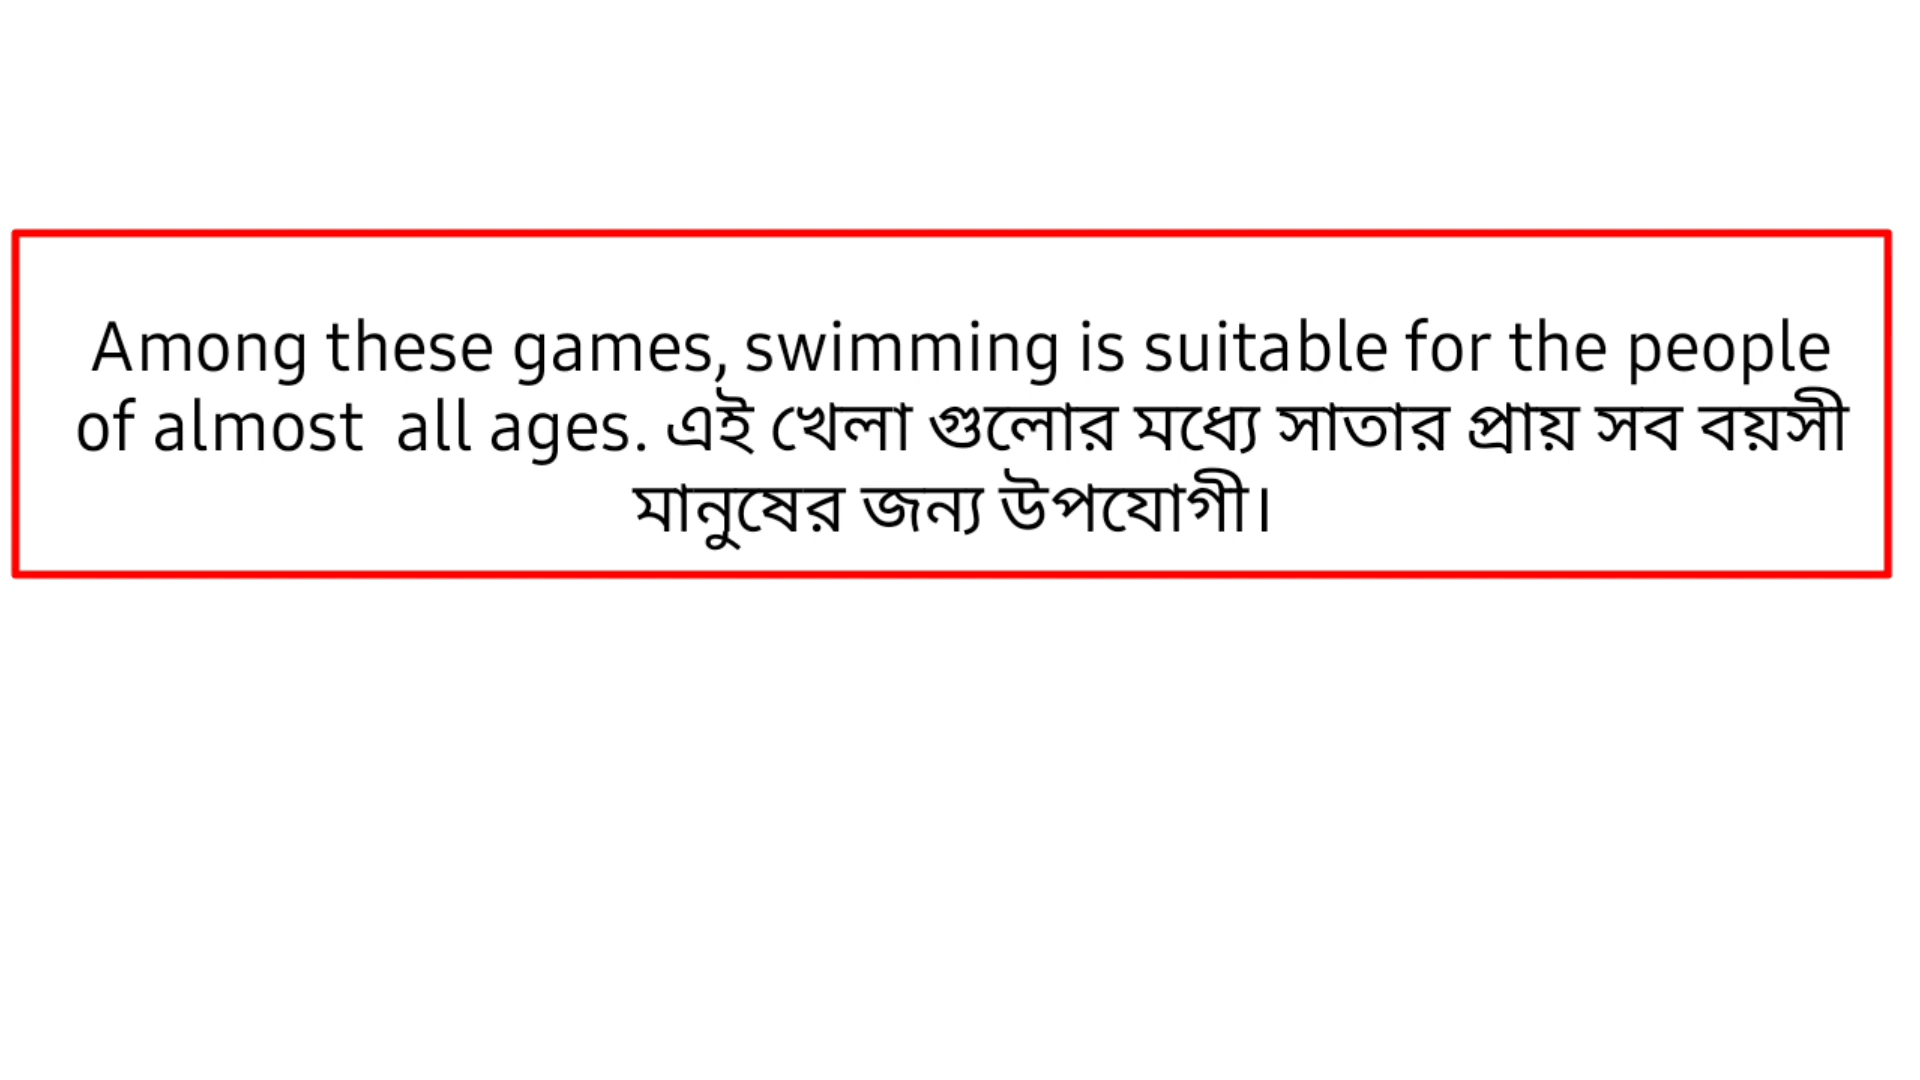 Among these games, swimming is suitable for the people
of almost  all ages. এই খেলা গুলোর মধ্যে সাতার প্রায় সব বয়সী
মানুষের জন্য উপযোগী।